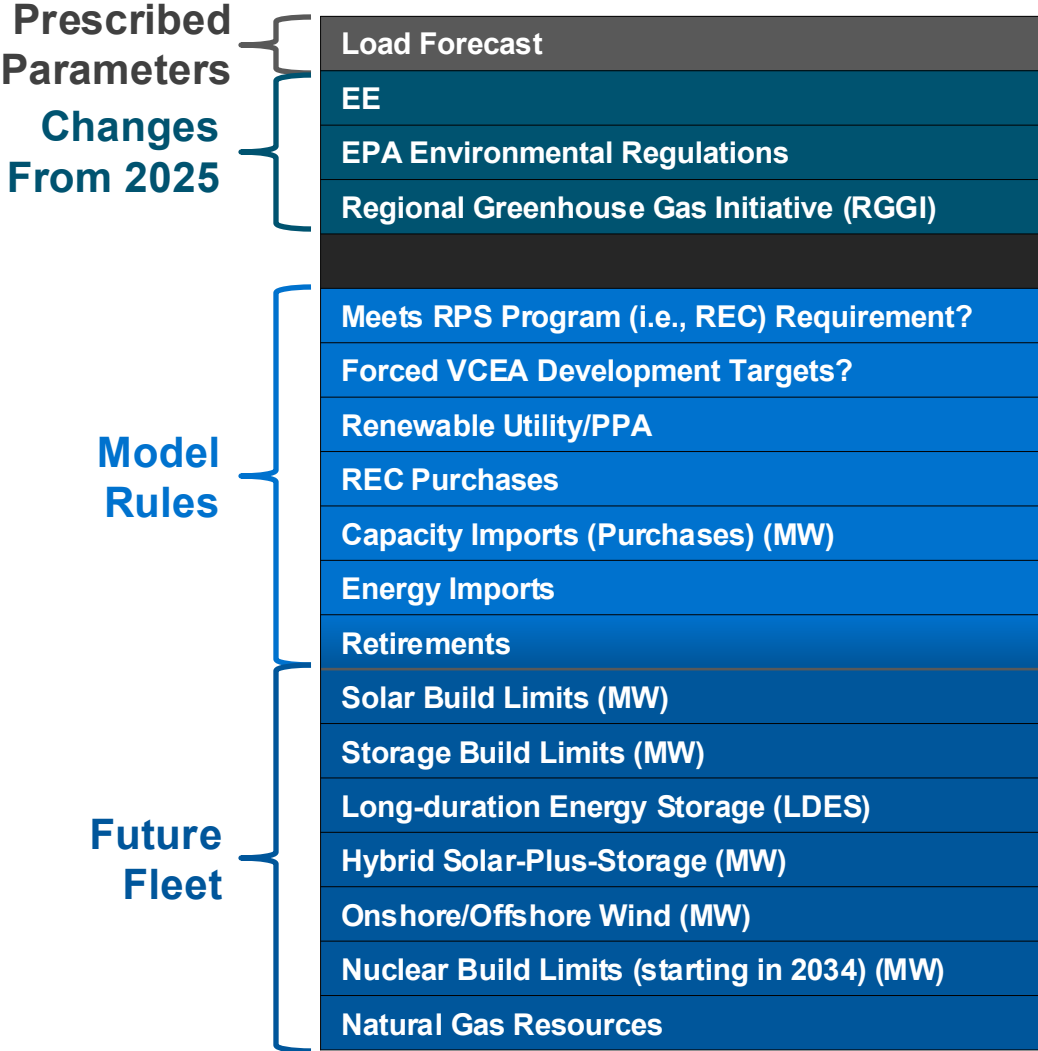 Prescribed
Parameters
Load Forecast
Changes
From 2025
EE
EPA Environmental Regulations
Regional Greenhouse Gas Initiative (RGGI)
Model
Rules
Meets RPS Program (i.e., REC) Requirement?
Forced VCEA Development Targets?
Renewable Utility/PPA
REC Purchases
Capacity Imports (Purchases) (MW)
Energy Imports
Retirements
Future
Fleet
Solar Build Limits (MW)
Storage Build Limits (MW)
Long-duration Energy Storage (LDES)
Hybrid Solar-Plus-Storage (MW)
Onshore/Offshore Wind (MW)
Nuclear Build Limits (starting in 2034) (MW)
Natural Gas Resources